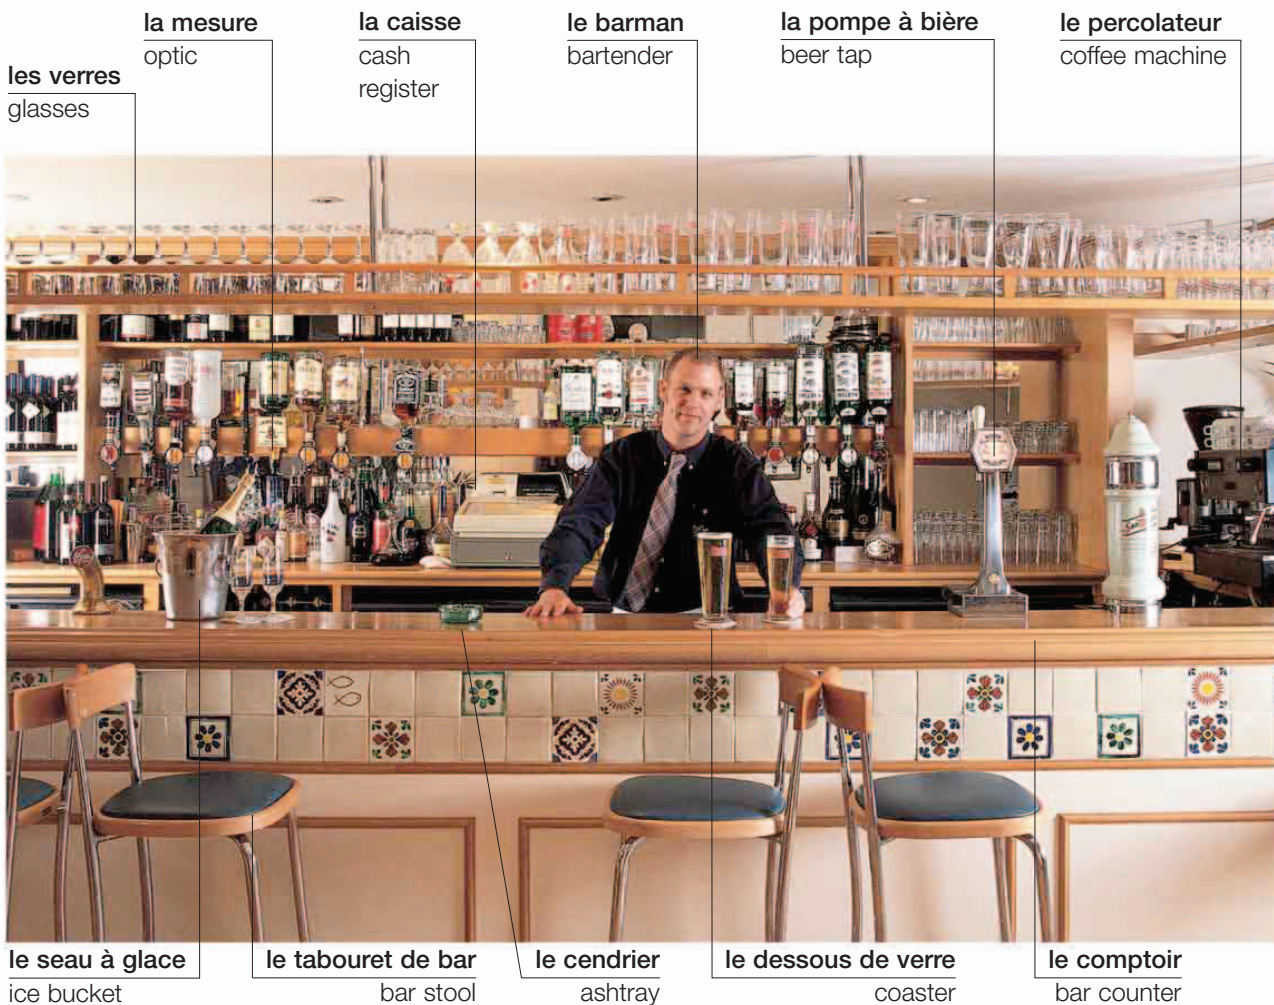 la mesure
optic
la caisse
cash
register
le barman
bartender
la pompe à bière
beer tap
le percolateur
coffee machine
les verres
glasses
le seau à glace
ice bucket
le tabouret de bar
bar stool
le cendrier
ashtray
le dessous de verre
coaster
le comptoir
bar counter